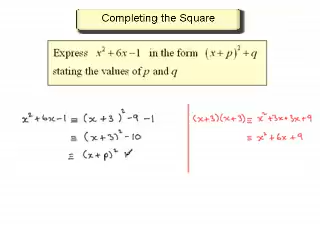 Completing the Square
Express x² + 6x − 1 in the form (x + p)² + q
stating the values of p and q
x² + 6x − 1 ≡ (x + 3)² − 9 − 1
≡ (x + 3)² − 10
≡ (x + p)²
(x+3)(x+3) ≡ x² + 3x + 3x + 9
≡ x² + 6x + 9